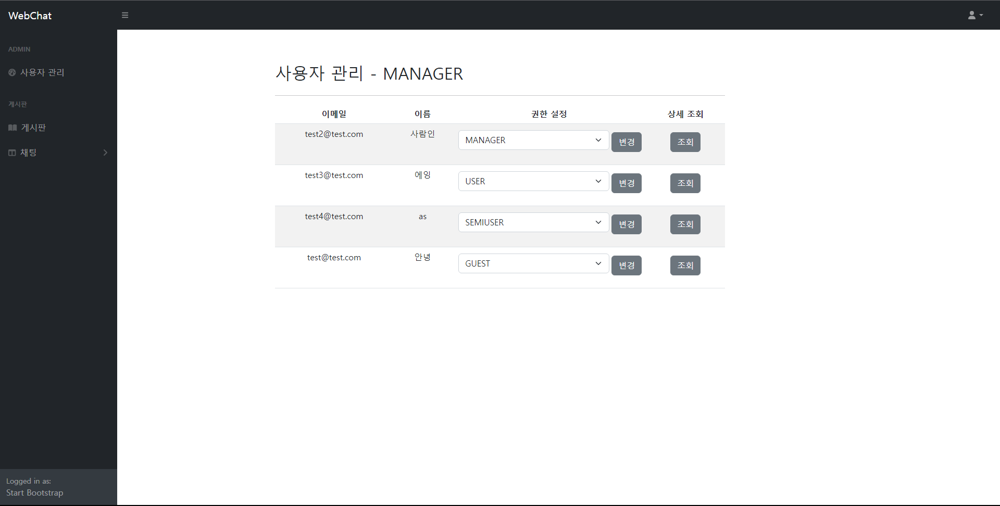 WebChat
ADMIN
사용자 관리
게시판
게시판
채팅
사용자 관리 - MANAGER
이메일 이름 권한 설정 상세 조회
test2@test.com 사람인 MANAGER 변경 조회
test3@test.com 에잉 USER 변경 조회
test4@test.com as SEMIUSER 변경 조회
test@test.com 안녕 GUEST 변경 조회
Logged in as:
Start Bootstrap